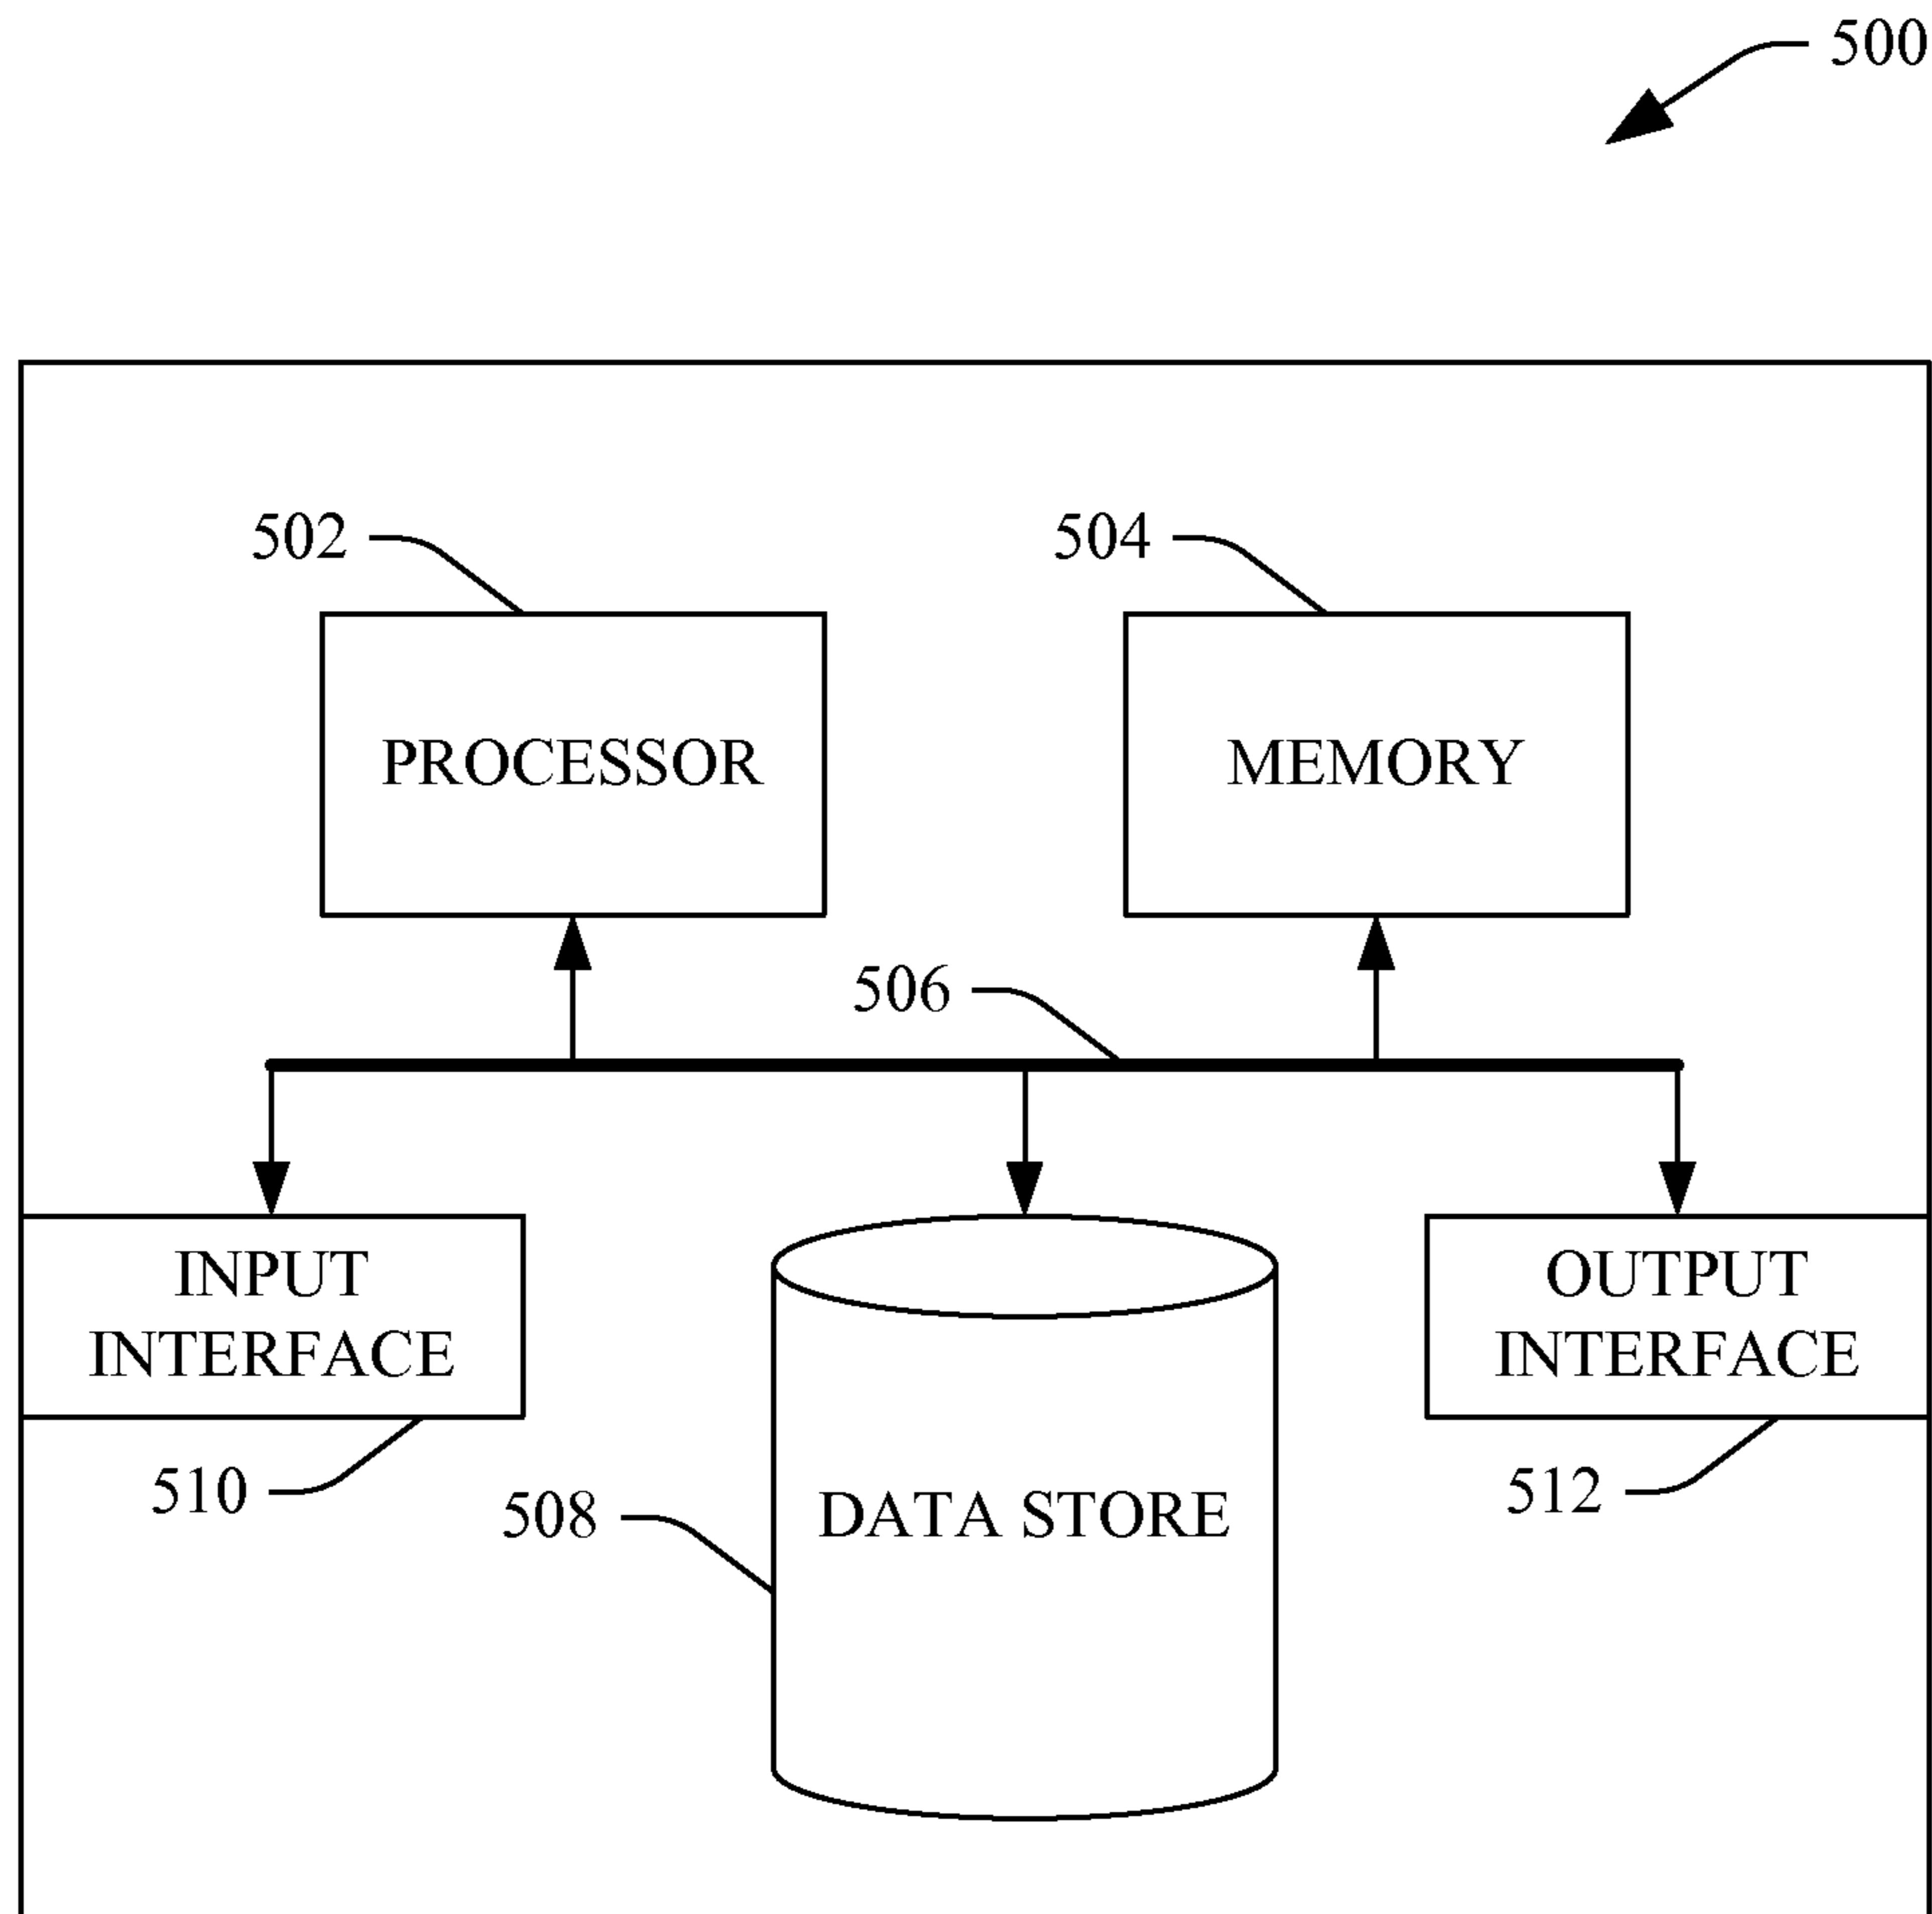 500
502
504
PROCESSOR
MEMORY
506
INPUT
INTERFACE
OUTPUT
INTERFACE
510
508
DATA STORE
512